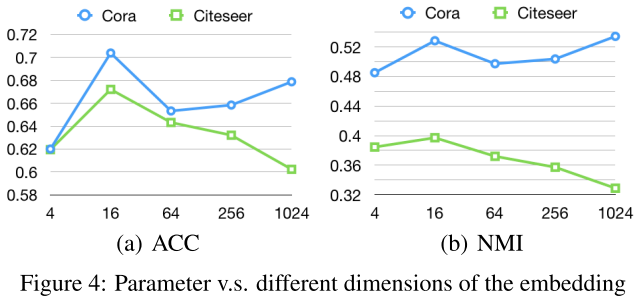 Cora Citeseer
0.72
0.7
0.68
0.66
0.64
0.62
0.6
0.58
4 16 64 256 1024
(a) ACC
Cora Citeseer
0.52
0.48
0.44
0.4
0.36
0.32
4 16 64 256 1024
(b) NMI
Figure 4: Parameter v.s. different dimensions of the embedding